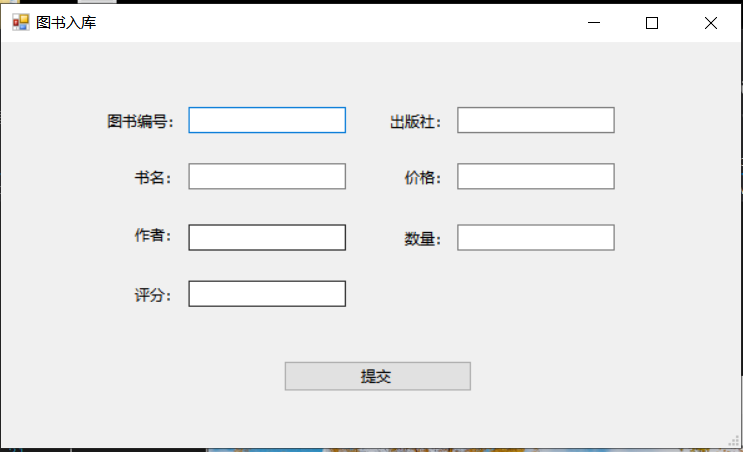 图书入库
图书编号：
出版社：
书名：
价格：
作者：
数量：
评分：
提交